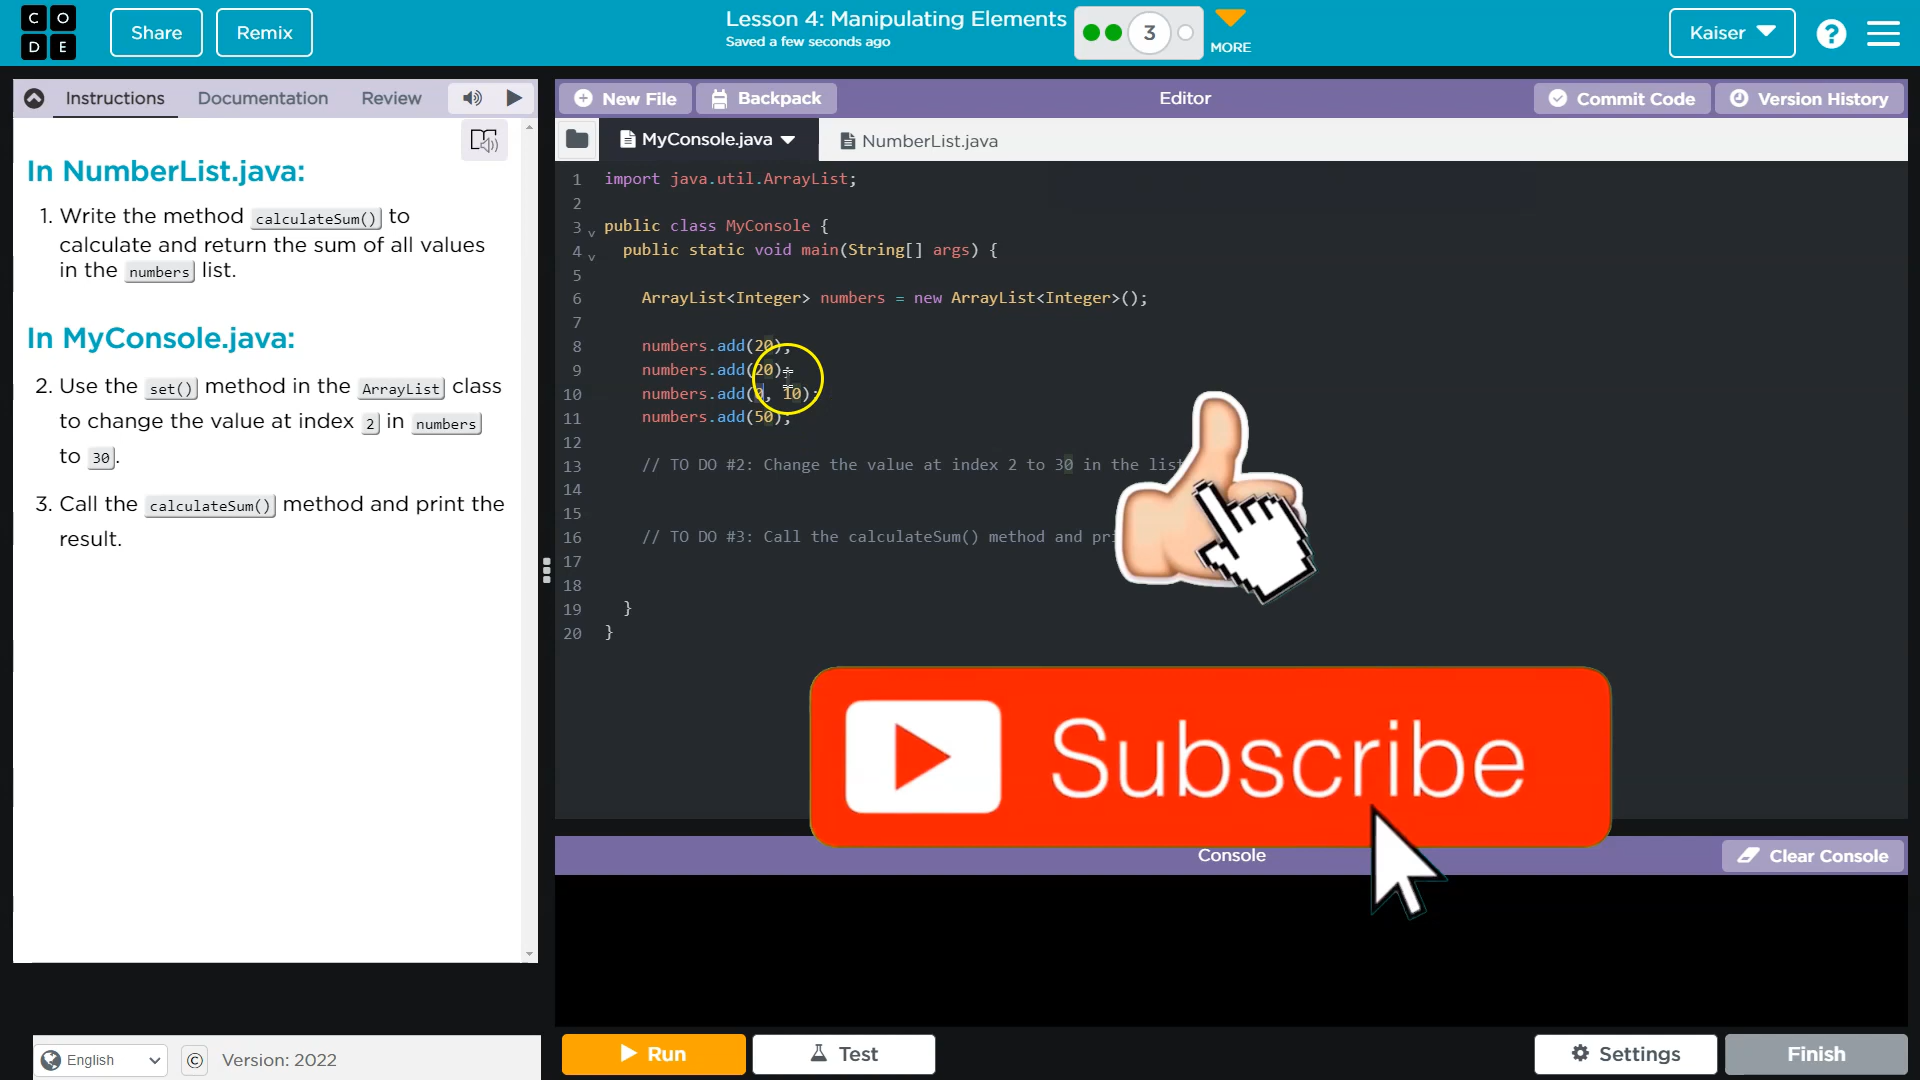 C O
D E
Share
Remix
Lesson 4: Manipulating Elements
Saved a few seconds ago
3
MORE
Kaiser
?
Instructions
Documentation
Review
New File
Backpack
Editor
Commit Code
Version History
MyConsole.java
NumberList.java
In NumberList.java:
1. Write the method calculateSum() to
calculate and return the sum of all values
in the numbers list.
In MyConsole.java:
2. Use the set() method in the ArrayList class
to change the value at index 2 in numbers
to 30.
3. Call the calculateSum() method and print the
result.
1 import java.util.ArrayList;
2
3 public class MyConsole {
4 public static void main(String[] args) {
5
6 ArrayList<Integer> numbers = new ArrayList<Integer>();
7
8 numbers.add(20);
9 numbers.add(20);
10 numbers.add(0, 10);
11 numbers.add(50);
12
13 // TO DO #2: Change the value at index 2 to 30 in the list
14
15
16 // TO DO #3: Call the calculateSum() method and pri
17
18
19 }
20 }
Subscribe
Console
Clear Console
English
©
Version: 2022
Run
Test
Settings
Finish